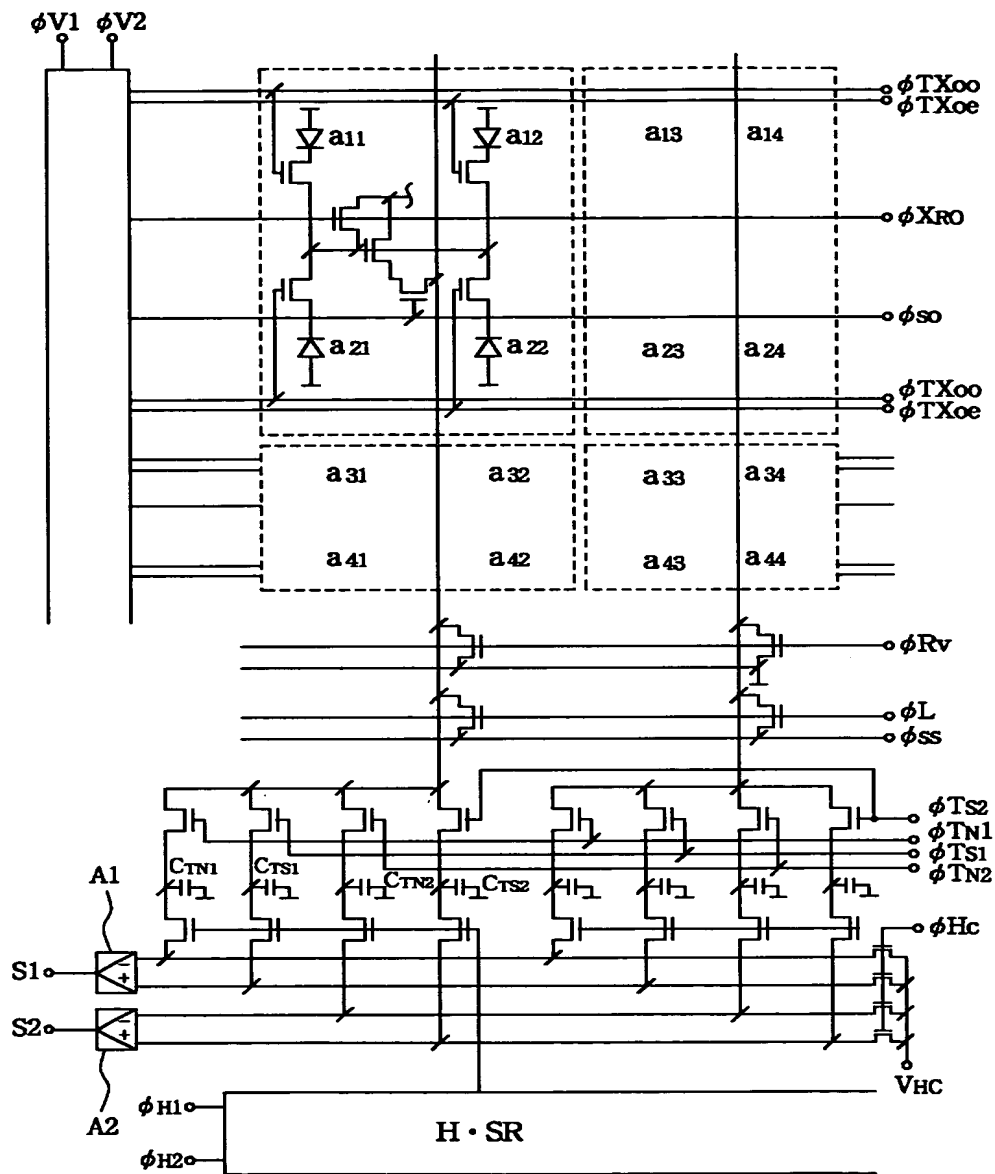 ϕV1 ϕV2
ϕTXoo
ϕTXoe
a11 a12 a13 a14
ϕXRO
ϕso
a21 a22 a23 a24
ϕTXoo
ϕTXoe
a31 a32 a33 a34
a41 a42 a43 a44
ϕRv
ϕL
ϕss
ϕTS2
ϕTN1
ϕTS1
ϕTN2
CTN1 CTS1 CTN2 CTS2
A1
ϕHc
S1
S2
VHC
A2
ϕH1
H·SR
ϕH2